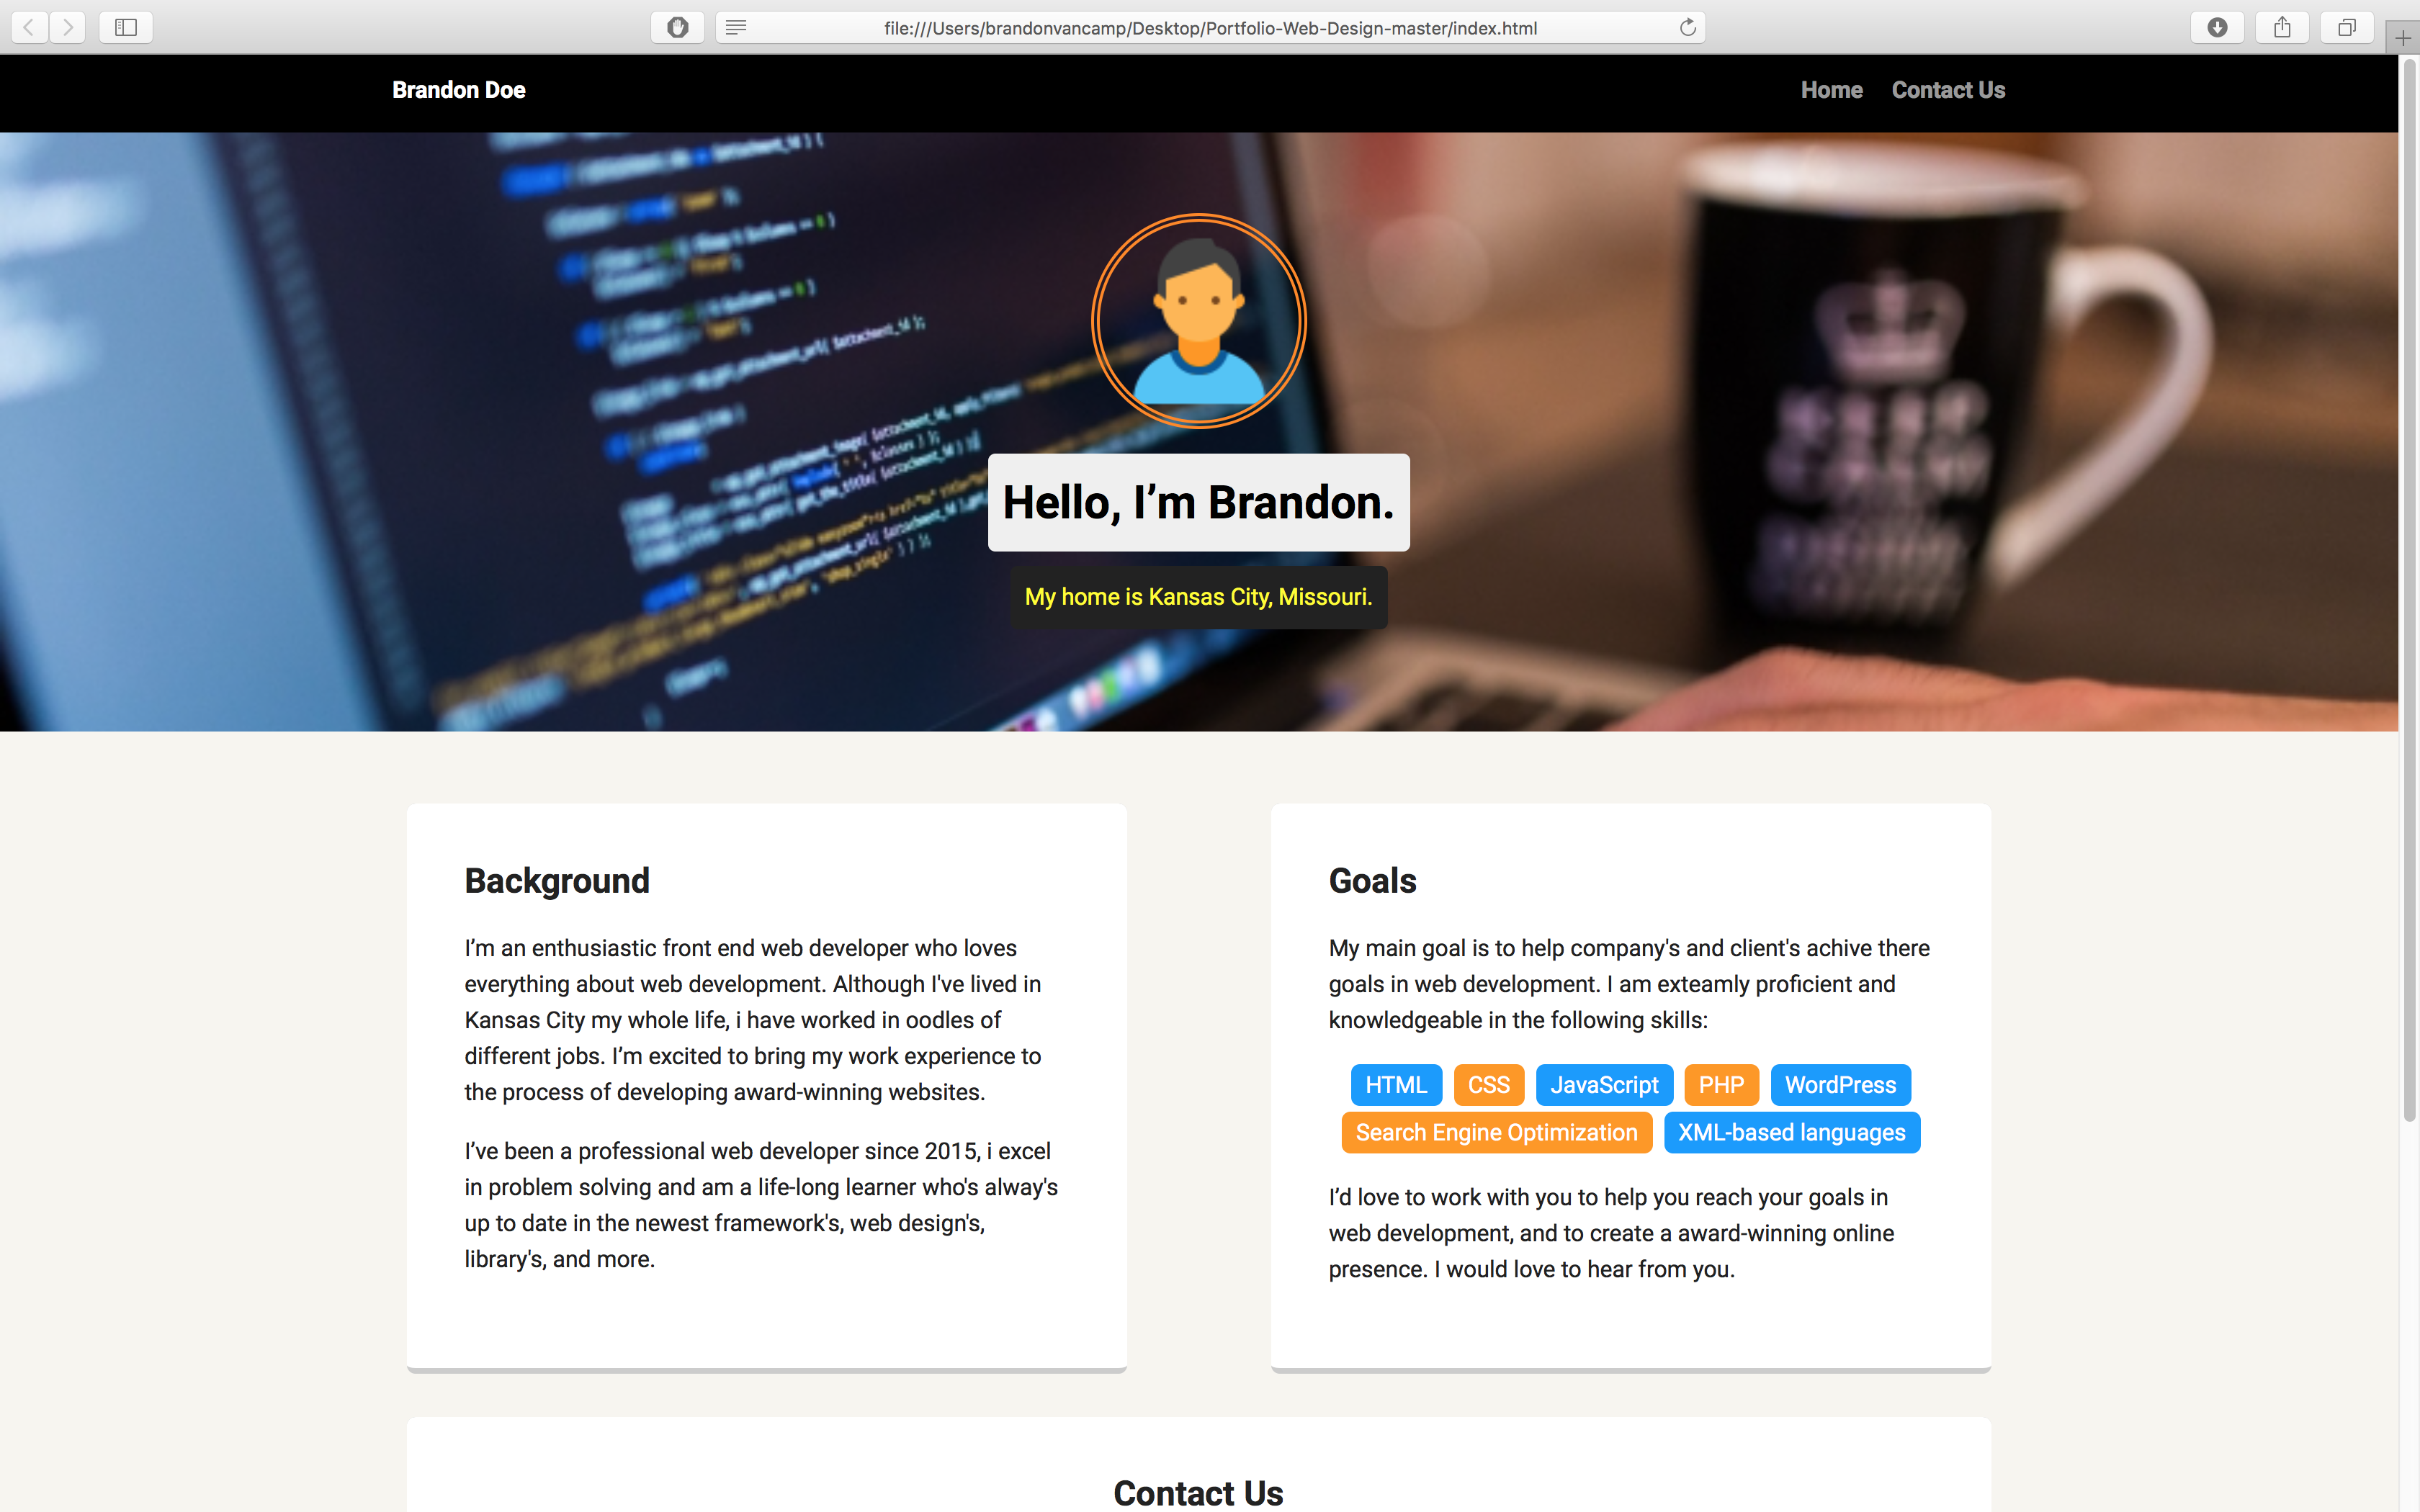 file:///Users/brandonvancamp/Desktop/Portfolio-Web-Design-master/index.html
Brandon Doe
Home Contact Us
Hello, I’m Brandon.
My home is Kansas City, Missouri.
Background
I’m an enthusiastic front end web developer who loves
everything about web development. Although I've lived in
Kansas City my whole life, i have worked in oodles of
different jobs. I’m excited to bring my work experience to
the process of developing award-winning websites.
I’ve been a professional web developer since 2015, i excel
in problem solving and am a life-long learner who's alway's
up to date in the newest framework's, web design's,
library's, and more.
Goals
My main goal is to help company's and client's achive there
goals in web development. I am exteamly proficient and
knowledgeable in the following skills:
HTML CSS JavaScript PHP WordPress
Search Engine Optimization XML-based languages
I’d love to work with you to help you reach your goals in
web development, and to create a award-winning online
presence. I would love to hear from you.
Contact Us